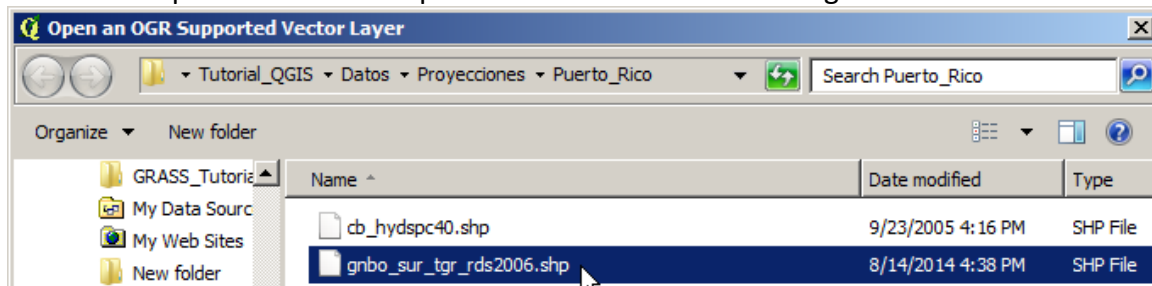 Open an OGR Supported Vector Layer
Tutorial_QGIS Datos Proyecciones Puerto_Rico Search Puerto_Rico
Organize New folder
GRASS_Tutoria Name Date modified Type
My Data Sourc cb_hydspc40.shp 9/23/2005 4:16 PM SHP File
My Web Sites
New folder gnbo_sur_tgr_rds2006.shp 8/14/2014 4:38 PM SHP File